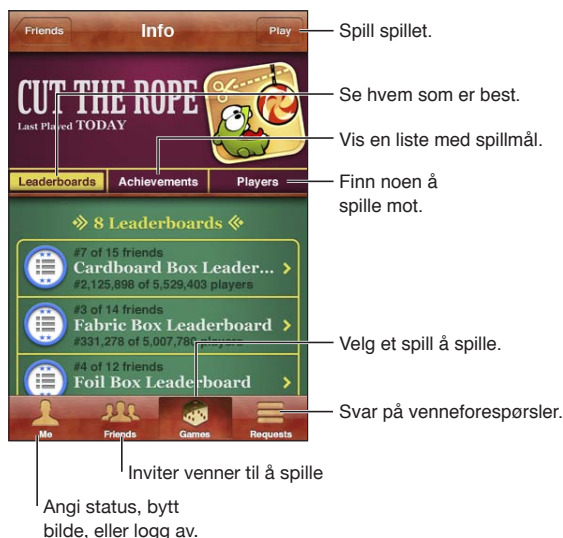 Friends Info Play
Spill spillet.
CUT THE ROPE
Last Played TODAY
Se hvem som er best.
Vis en liste med spillmål.
Leaderboards Achievements Players
Finn noen å
spille mot.
8 Leaderboards
#7 of 15 friends
Cardboard Box Leader...
#2,125,898 of 5,529,403 players
#3 of 14 friends
Fabric Box Leaderboard
#331,278 of 5,007,780 players
Velg et spill å spille.
#4 of 12 friends
Foil Box Leaderboard
Me Friends Games Requests
Svar på venneforespørsler.
Inviter venner til å spille
Angi status, bytt
bilde, eller logg av.